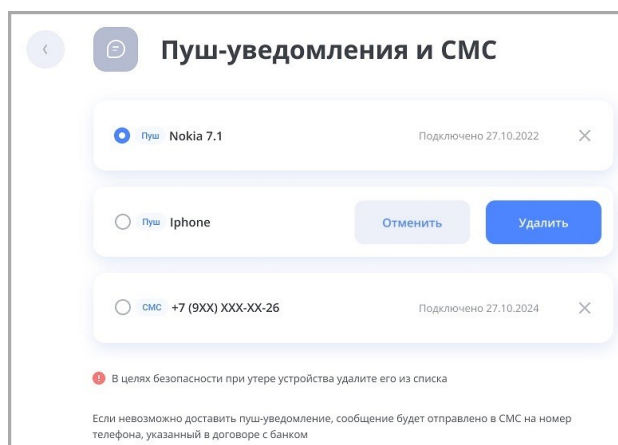 Пуш-уведомления и СМС
Пуш Nokia 7.1 Подключено 27.10.2022
Пуш Iphone Отменить Удалить
СМС +7 (9XX) XXX-XX-26 Подключено 27.10.2024
В целях безопасности при утере устройства удалите его из списка
Если невозможно доставить пуш-уведомление, сообщение будет отправлено в СМС на номер
телефона, указанный в договоре с банком